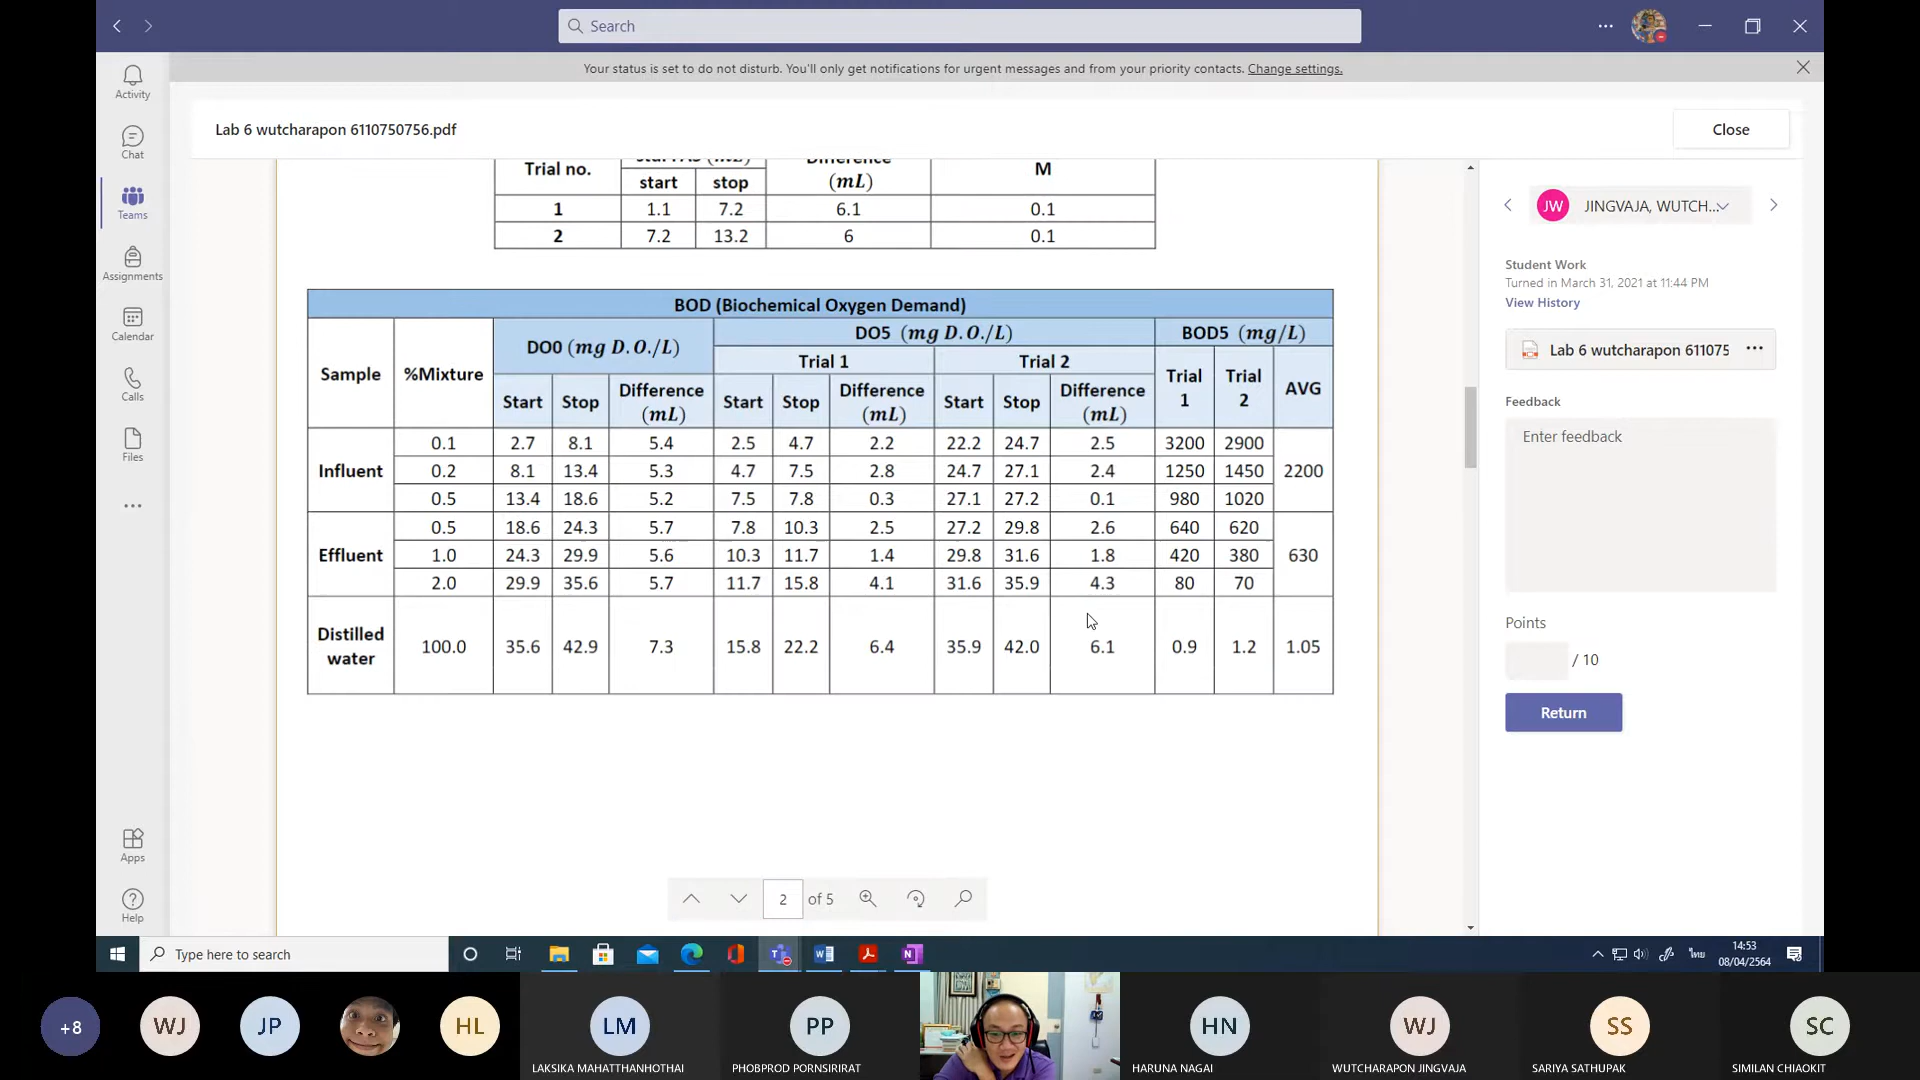 Search
Your status is set to do not disturb. You'll only get notifications for urgent messages and from your priority contacts. Change settings.
Activity
Chat
Teams
Assignments
Calendar
Calls
Files
Apps
Help
Lab 6 wutcharapon 6110750756.pdf
Close
Trial no. Difference (mL) M
start stop
1 1.1 7.2 6.1 0.1
2 7.2 13.2 6 0.1
BOD (Biochemical Oxygen Demand)
Sample %Mixture DO0 (mg D.O./L) DO5 (mg D.O./L) BOD5 (mg/L)
Trial 1 Trial 2 Trial 1 Trial 2 AVG
Start Stop Difference (mL) Start Stop Difference (mL) Start Stop Difference (mL)
Influent 0.1 2.7 8.1 5.4 2.5 4.7 2.2 22.2 24.7 2.5 3200 2900 2200
0.2 8.1 13.4 5.3 4.7 7.5 2.8 24.7 27.1 2.4 1250 1450
0.5 13.4 18.6 5.2 7.5 7.8 0.3 27.1 27.2 0.1 980 1020
Effluent 0.5 18.6 24.3 5.7 7.8 10.3 2.5 27.2 29.8 2.6 640 620 630
1.0 24.3 29.9 5.6 10.3 11.7 1.4 29.8 31.6 1.8 420 380
2.0 29.9 35.6 5.7 11.7 15.8 4.1 31.6 35.9 4.3 80 70
Distilled water 100.0 35.6 42.9 7.3 15.8 22.2 6.4 35.9 42.0 6.1 0.9 1.2 1.05
2 of 5
JW JINGVAJA, WUTCH...
Student Work
Turned in March 31, 2021 at 11:44 PM
View History
Lab 6 wutcharapon 611075
Feedback
Enter feedback
Points
/ 10
Return
Type here to search
ไทย
14:53
08/04/2564
+8
WJ
JP
HL
LM
LAKSIKA MAHATTHANHOTHAI
PP
PHOBPROD PORNSIRIRAT
HN
HARUNA NAGAI
WJ
WUTCHARAPON JINGVAJA
SS
SARIYA SATHUPAK
SC
SIMILAN CHIAOKIT